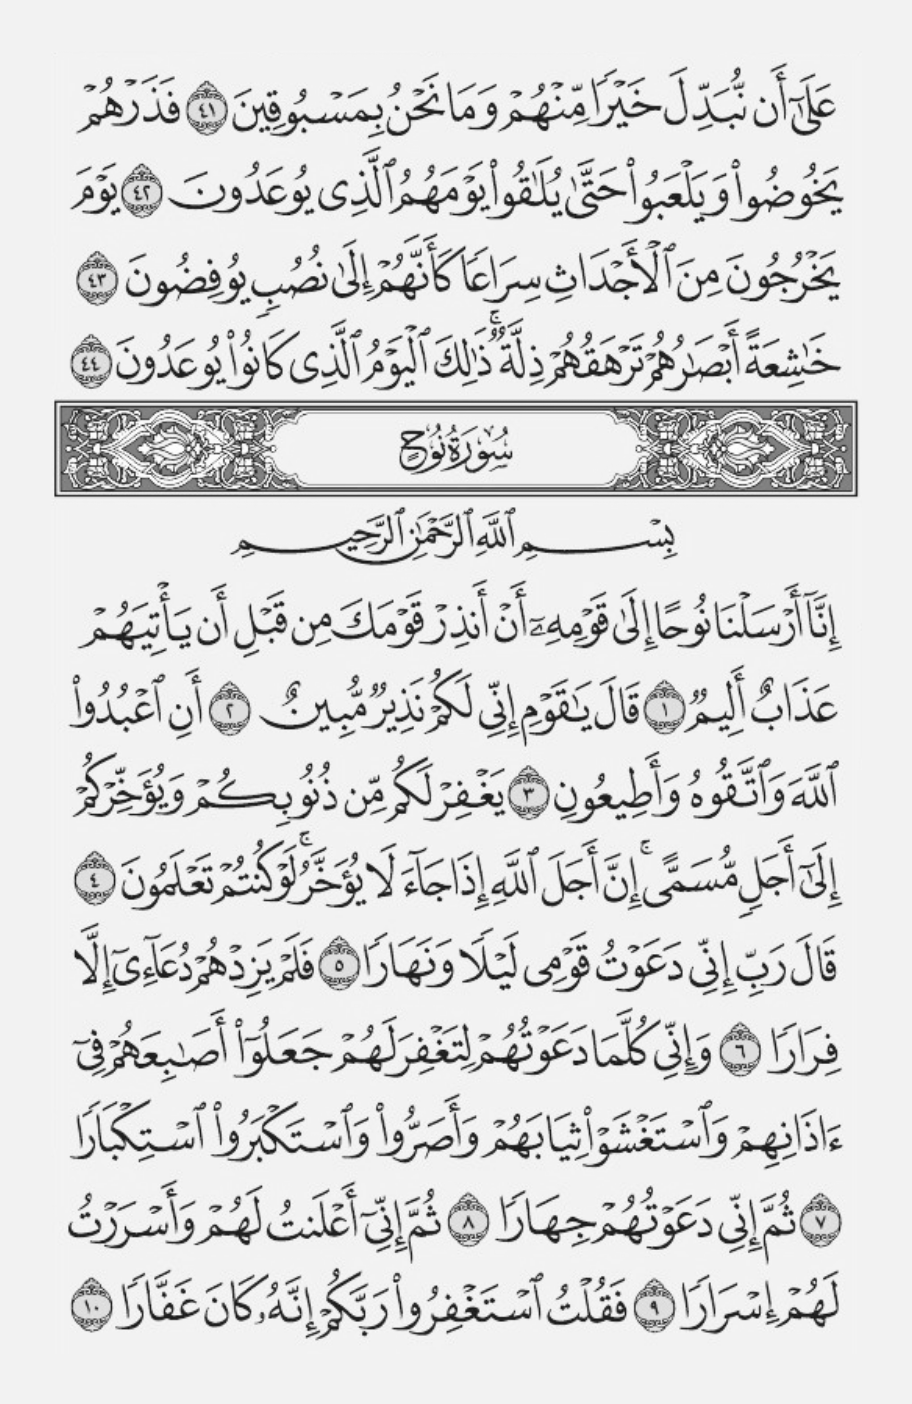 عَلَىٰٓ أَن نُّبَدِّلَ خَيْرًا مِّنْهُمْ وَمَا نَحْنُ بِمَسْبُوقِينَ ٤١ فَذَرْهُمْ
يَخُوضُوا۟ وَيَلْعَبُوا۟ حَتَّىٰ يُلَٰقُوا۟ يَوْمَهُمُ ٱلَّذِى يُوعَدُونَ ٤٢ يَوْمَ
يَخْرُجُونَ مِنَ ٱلْأَجْدَاثِ سِرَاعًا كَأَنَّهُمْ إِلَىٰ نُصُبٍ يُوفِضُونَ ٤٣
خَٰشِعَةً أَبْصَٰرُهُمْ تَرْهَقُهُمْ ذِلَّةٌ ۚ ذَٰلِكَ ٱلْيَوْمُ ٱلَّذِى كَانُوا۟ يُوعَدُونَ ٤٤
سُورَةُ نُوحٍ
بِسْمِ ٱللَّهِ ٱلرَّحْمَٰنِ ٱلرَّحِيمِ
إِنَّآ أَرْسَلْنَا نُوحًا إِلَىٰ قَوْمِهِۦٓ أَنْ أَنذِرْ قَوْمَكَ مِن قَبْلِ أَن يَأْتِيَهُمْ
عَذَابٌ أَلِيمٌ ١ قَالَ يَٰقَوْمِ إِنِّى لَكُمْ نَذِيرٌ مُّبِينٌ ٢ أَنِ ٱعْبُدُوا۟
ٱللَّهَ وَٱتَّقُوهُ وَأَطِيعُونِ ٣ يَغْفِرْ لَكُم مِّن ذُنُوبِكُمْ وَيُؤَخِّرْكُمْ
إِلَىٰٓ أَجَلٍ مُّسَمًّى ۚ إِنَّ أَجَلَ ٱللَّهِ إِذَا جَآءَ لَا يُؤَخَّرُ ۖ لَوْ كُنتُمْ تَعْلَمُونَ ٤
قَالَ رَبِّ إِنِّى دَعَوْتُ قَوْمِى لَيْلًا وَنَهَارًا ٥ فَلَمْ يَزِدْهُمْ دُعَآءِىٓ إِلَّا
فِرَارًا ٦ وَإِنِّى كُلَّمَا دَعَوْتُهُمْ لِتَغْفِرَ لَهُمْ جَعَلُوٓا۟ أَصَٰبِعَهُمْ فِىٓ
ءَاذَانِهِمْ وَٱسْتَغْشَوْا۟ ثِيَابَهُمْ وَأَصَرُّوا۟ وَٱسْتَكْبَرُوا۟ ٱسْتِكْبَارًا
٧ ثُمَّ إِنِّى دَعَوْتُهُمْ جِهَارًا ٨ ثُمَّ إِنِّىٓ أَعْلَنتُ لَهُمْ وَأَسْرَرْتُ
لَهُمْ إِسْرَارًا ٩ فَقُلْتُ ٱسْتَغْفِرُوا۟ رَبَّكُمْ إِنَّهُۥ كَانَ غَفَّارًا ١٠